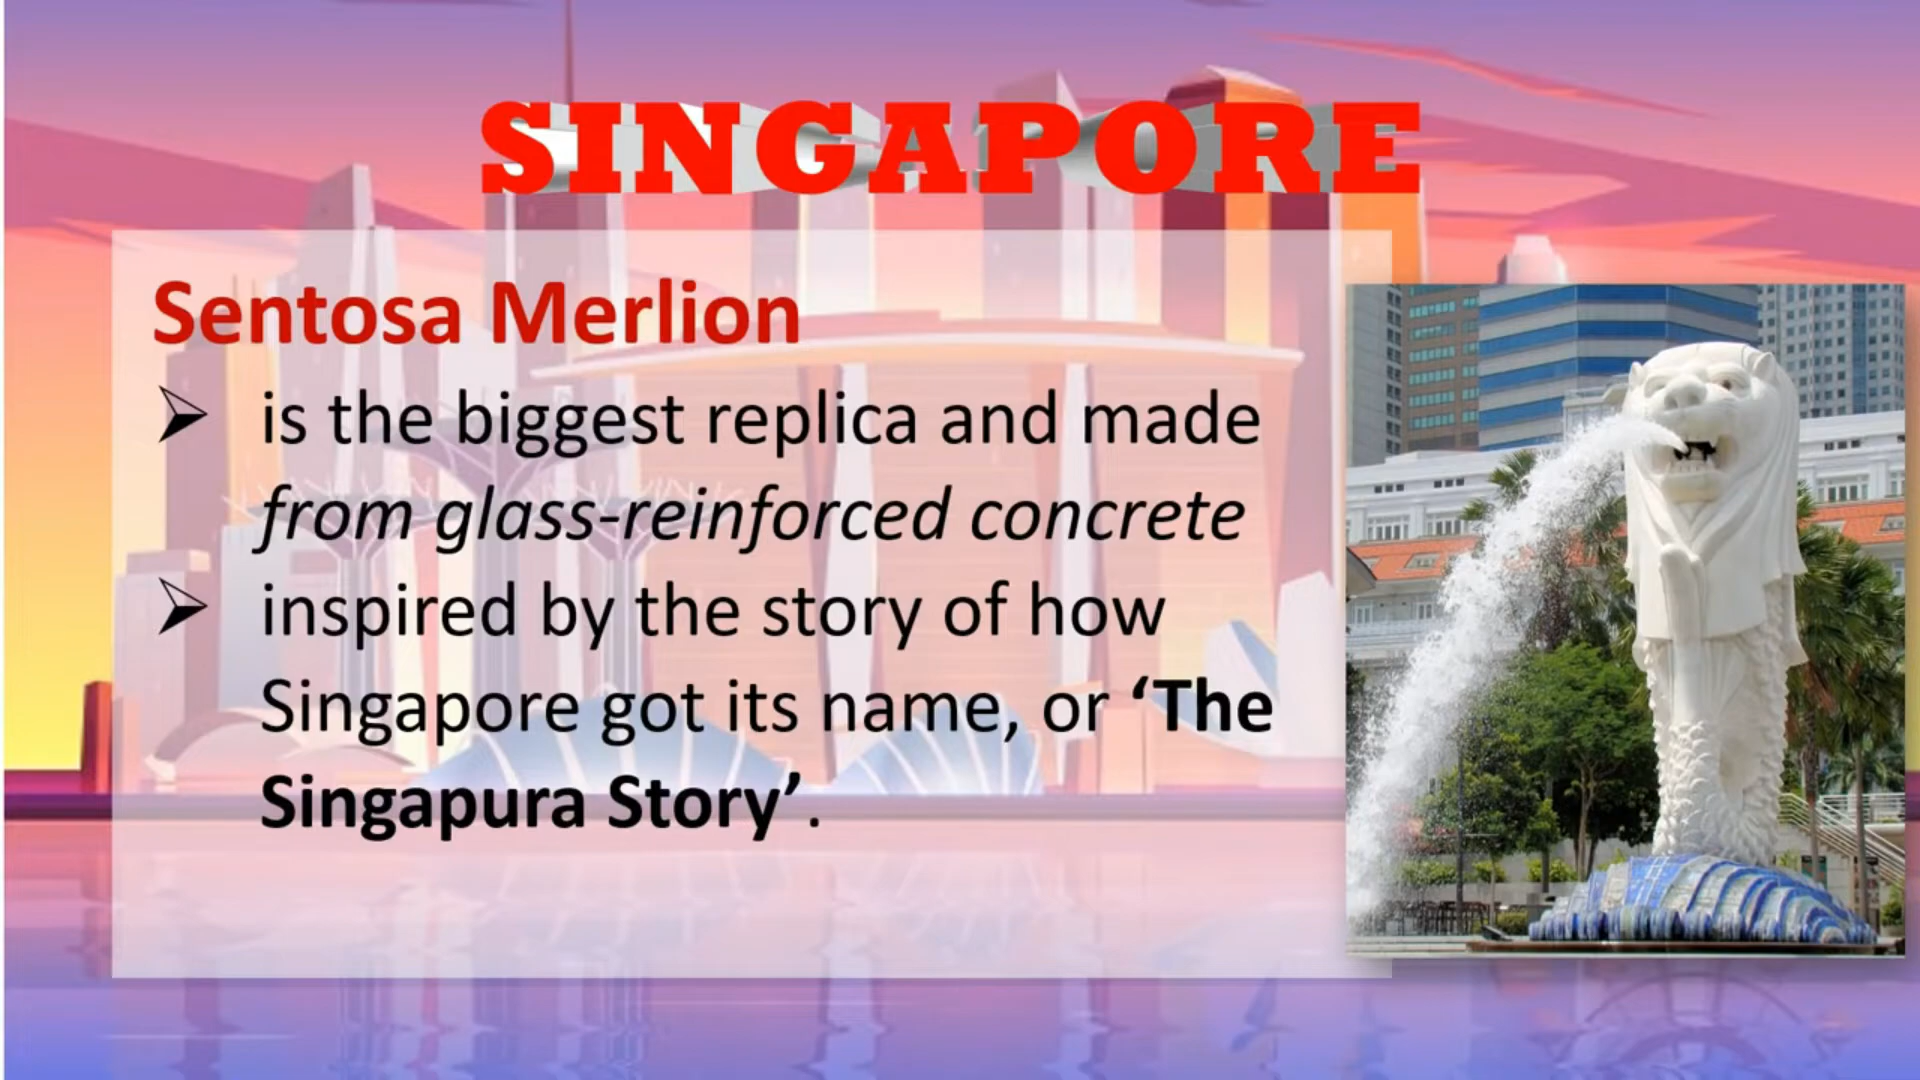 SINGAPORE
Sentosa Merlion
➢ is the biggest replica and made
from glass-reinforced concrete
➢ inspired by the story of how
Singapore got its name, or ‘The
Singapura Story’ .